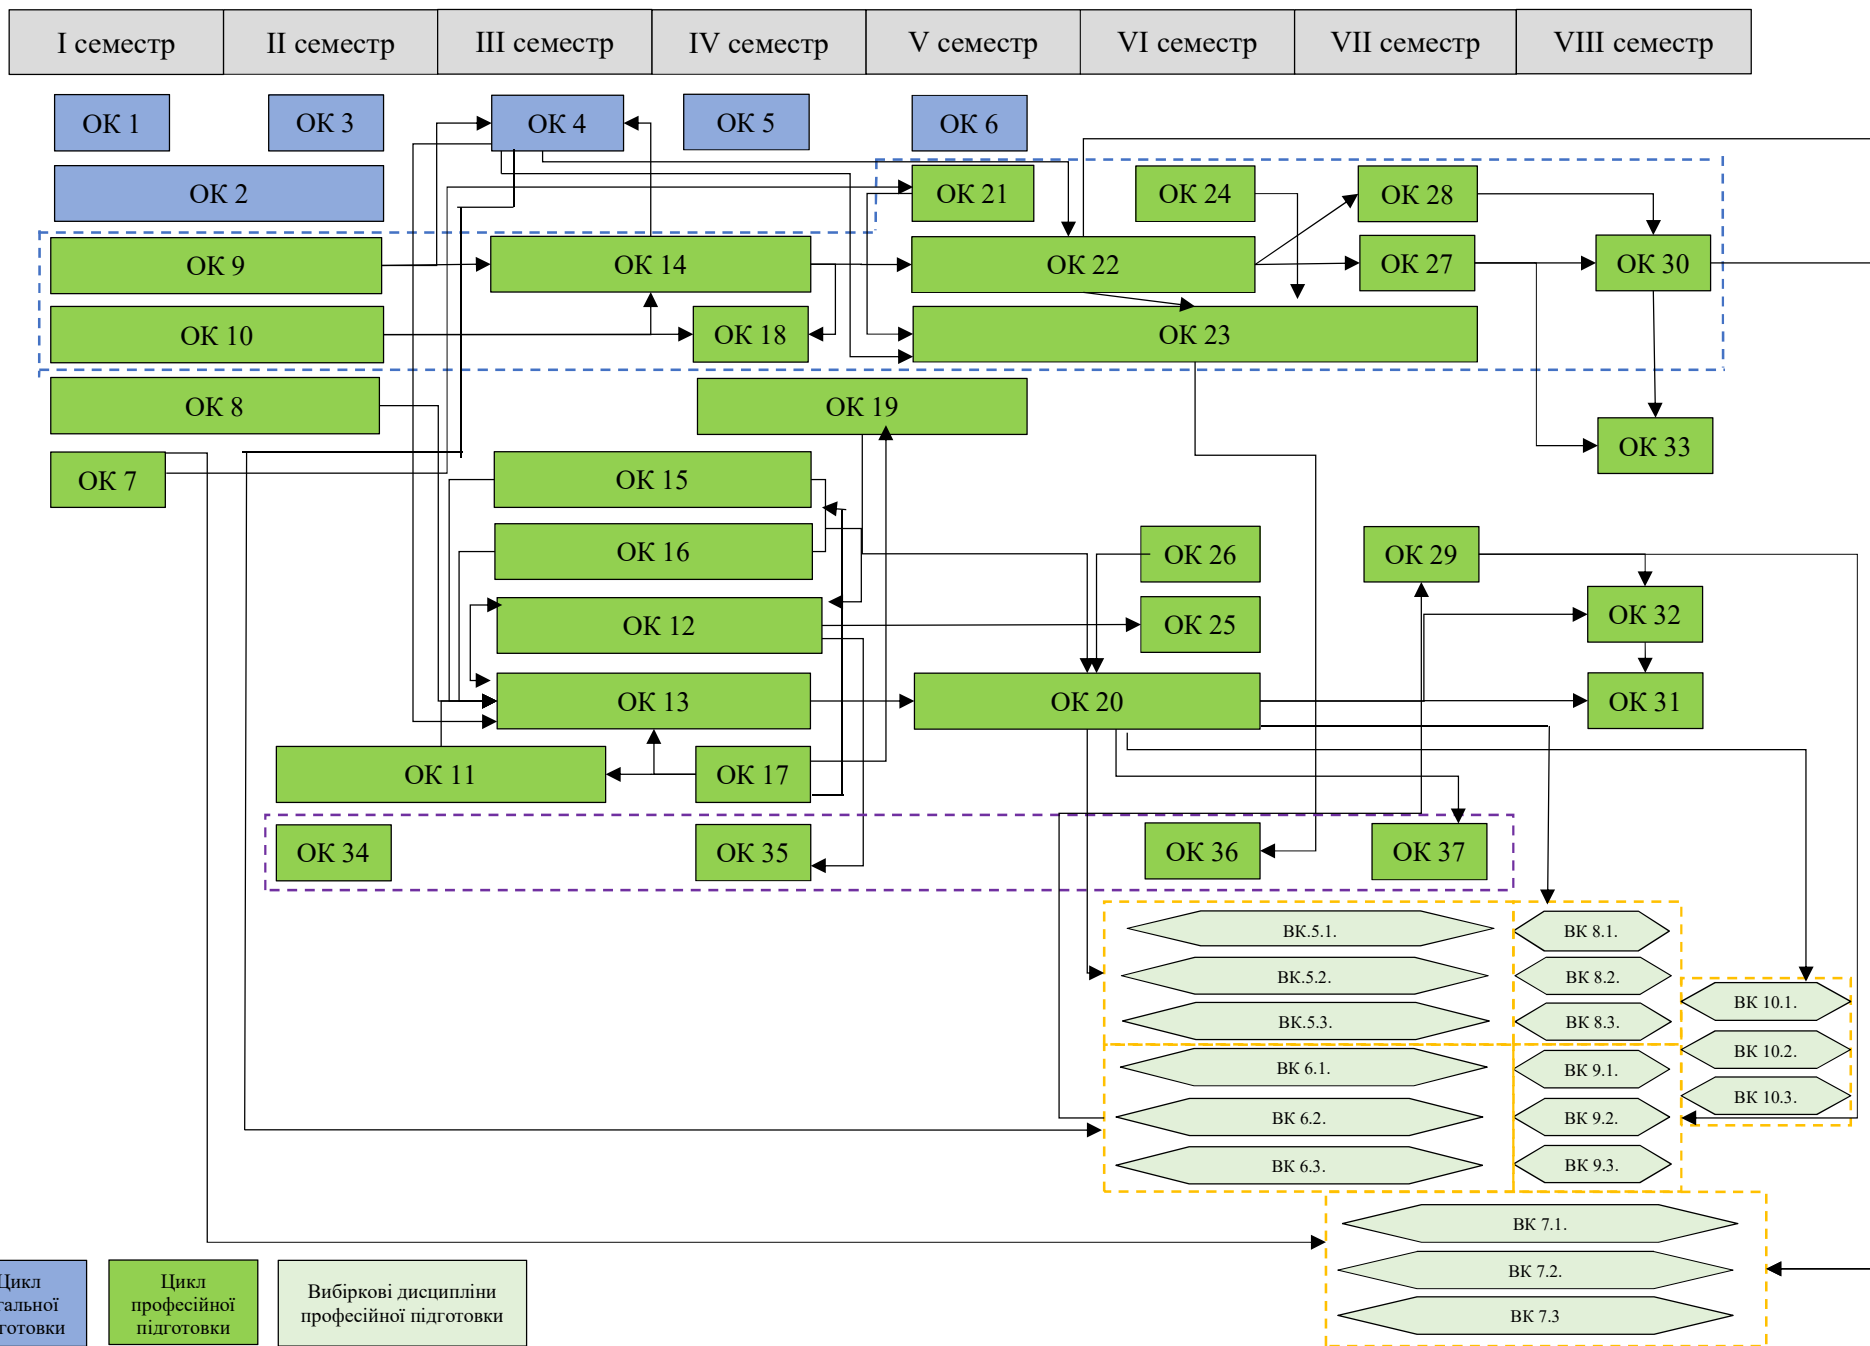 І семестр
ІІ семестр
ІІІ семестр
IV семестр
V семестр
VI семестр
VII семестр
VIII семестр
ОК 1
ОК 3
ОК 4
ОК 5
ОК 6
ОК 2
ОК 21
ОК 24
ОК 28
ОК 9
ОК 14
ОК 22
ОК 27
ОК 30
ОК 10
ОК 18
ОК 23
ОК 8
ОК 19
ОК 33
ОК 7
ОК 15
ОК 16
ОК 26
ОК 29
ОК 12
ОК 25
ОК 32
ОК 13
ОК 20
ОК 31
ОК 11
ОК 17
ОК 34
ОК 35
ОК 36
ОК 37
ВК.5.1.
ВК 8.1.
ВК.5.2.
ВК 8.2.
ВК 10.1.
ВК.5.3.
ВК 8.3.
ВК 10.2.
ВК 6.1.
ВК 9.1.
ВК 10.3.
ВК 6.2.
ВК 9.2.
ВК 6.3.
ВК 9.3.
ВК 7.1.
ВК 7.2.
ВК 7.3
Цикл
гальної
готовки
Цикл
професійної
підготовки
Вибіркові дисципліни
професійної підготовки